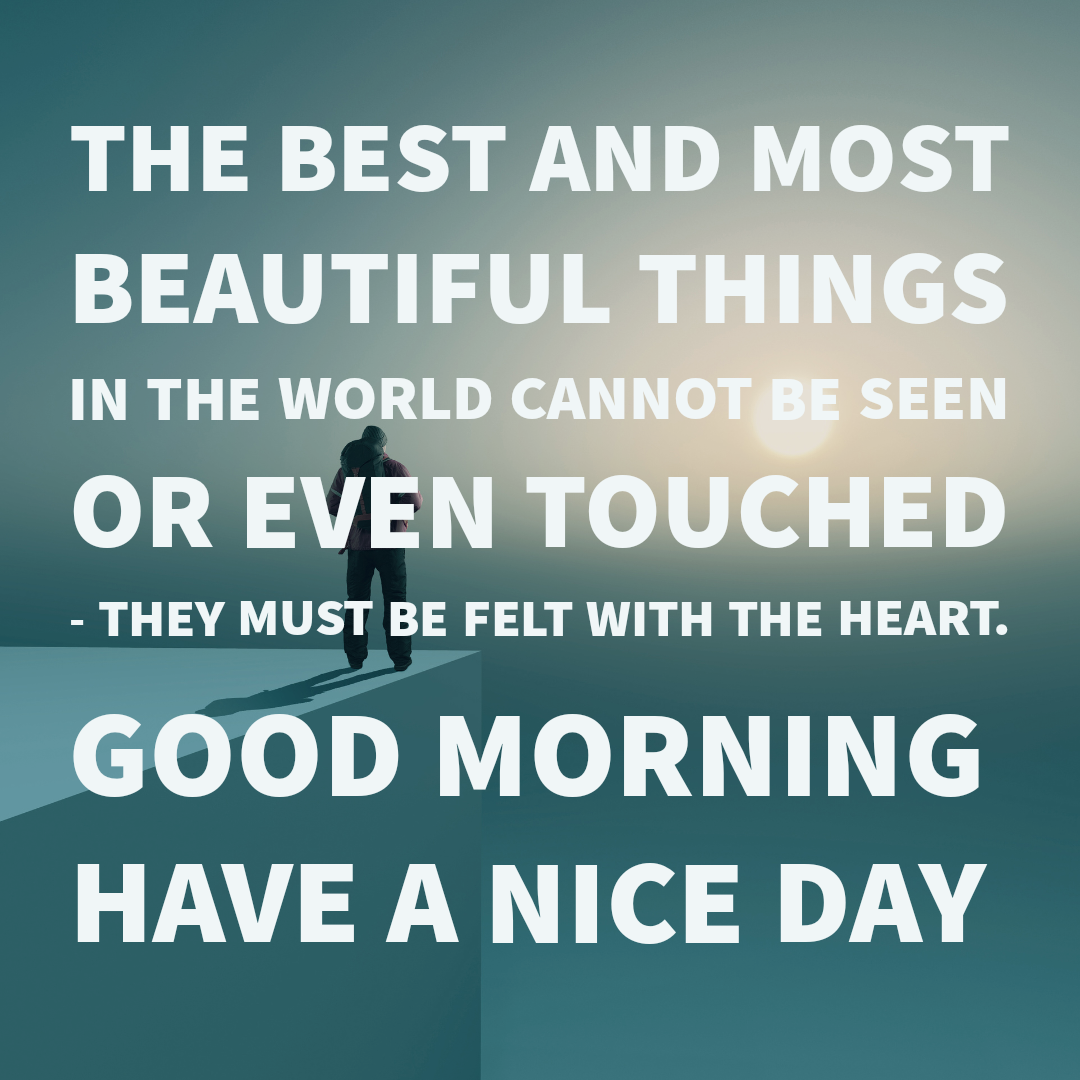 THE BEST AND MOST
BEAUTIFUL THINGS
IN THE WORLD CANNOT BE SEEN
OR EVEN TOUCHED
- THEY MUST BE FELT WITH THE HEART.
GOOD MORNING
HAVE A NICE DAY